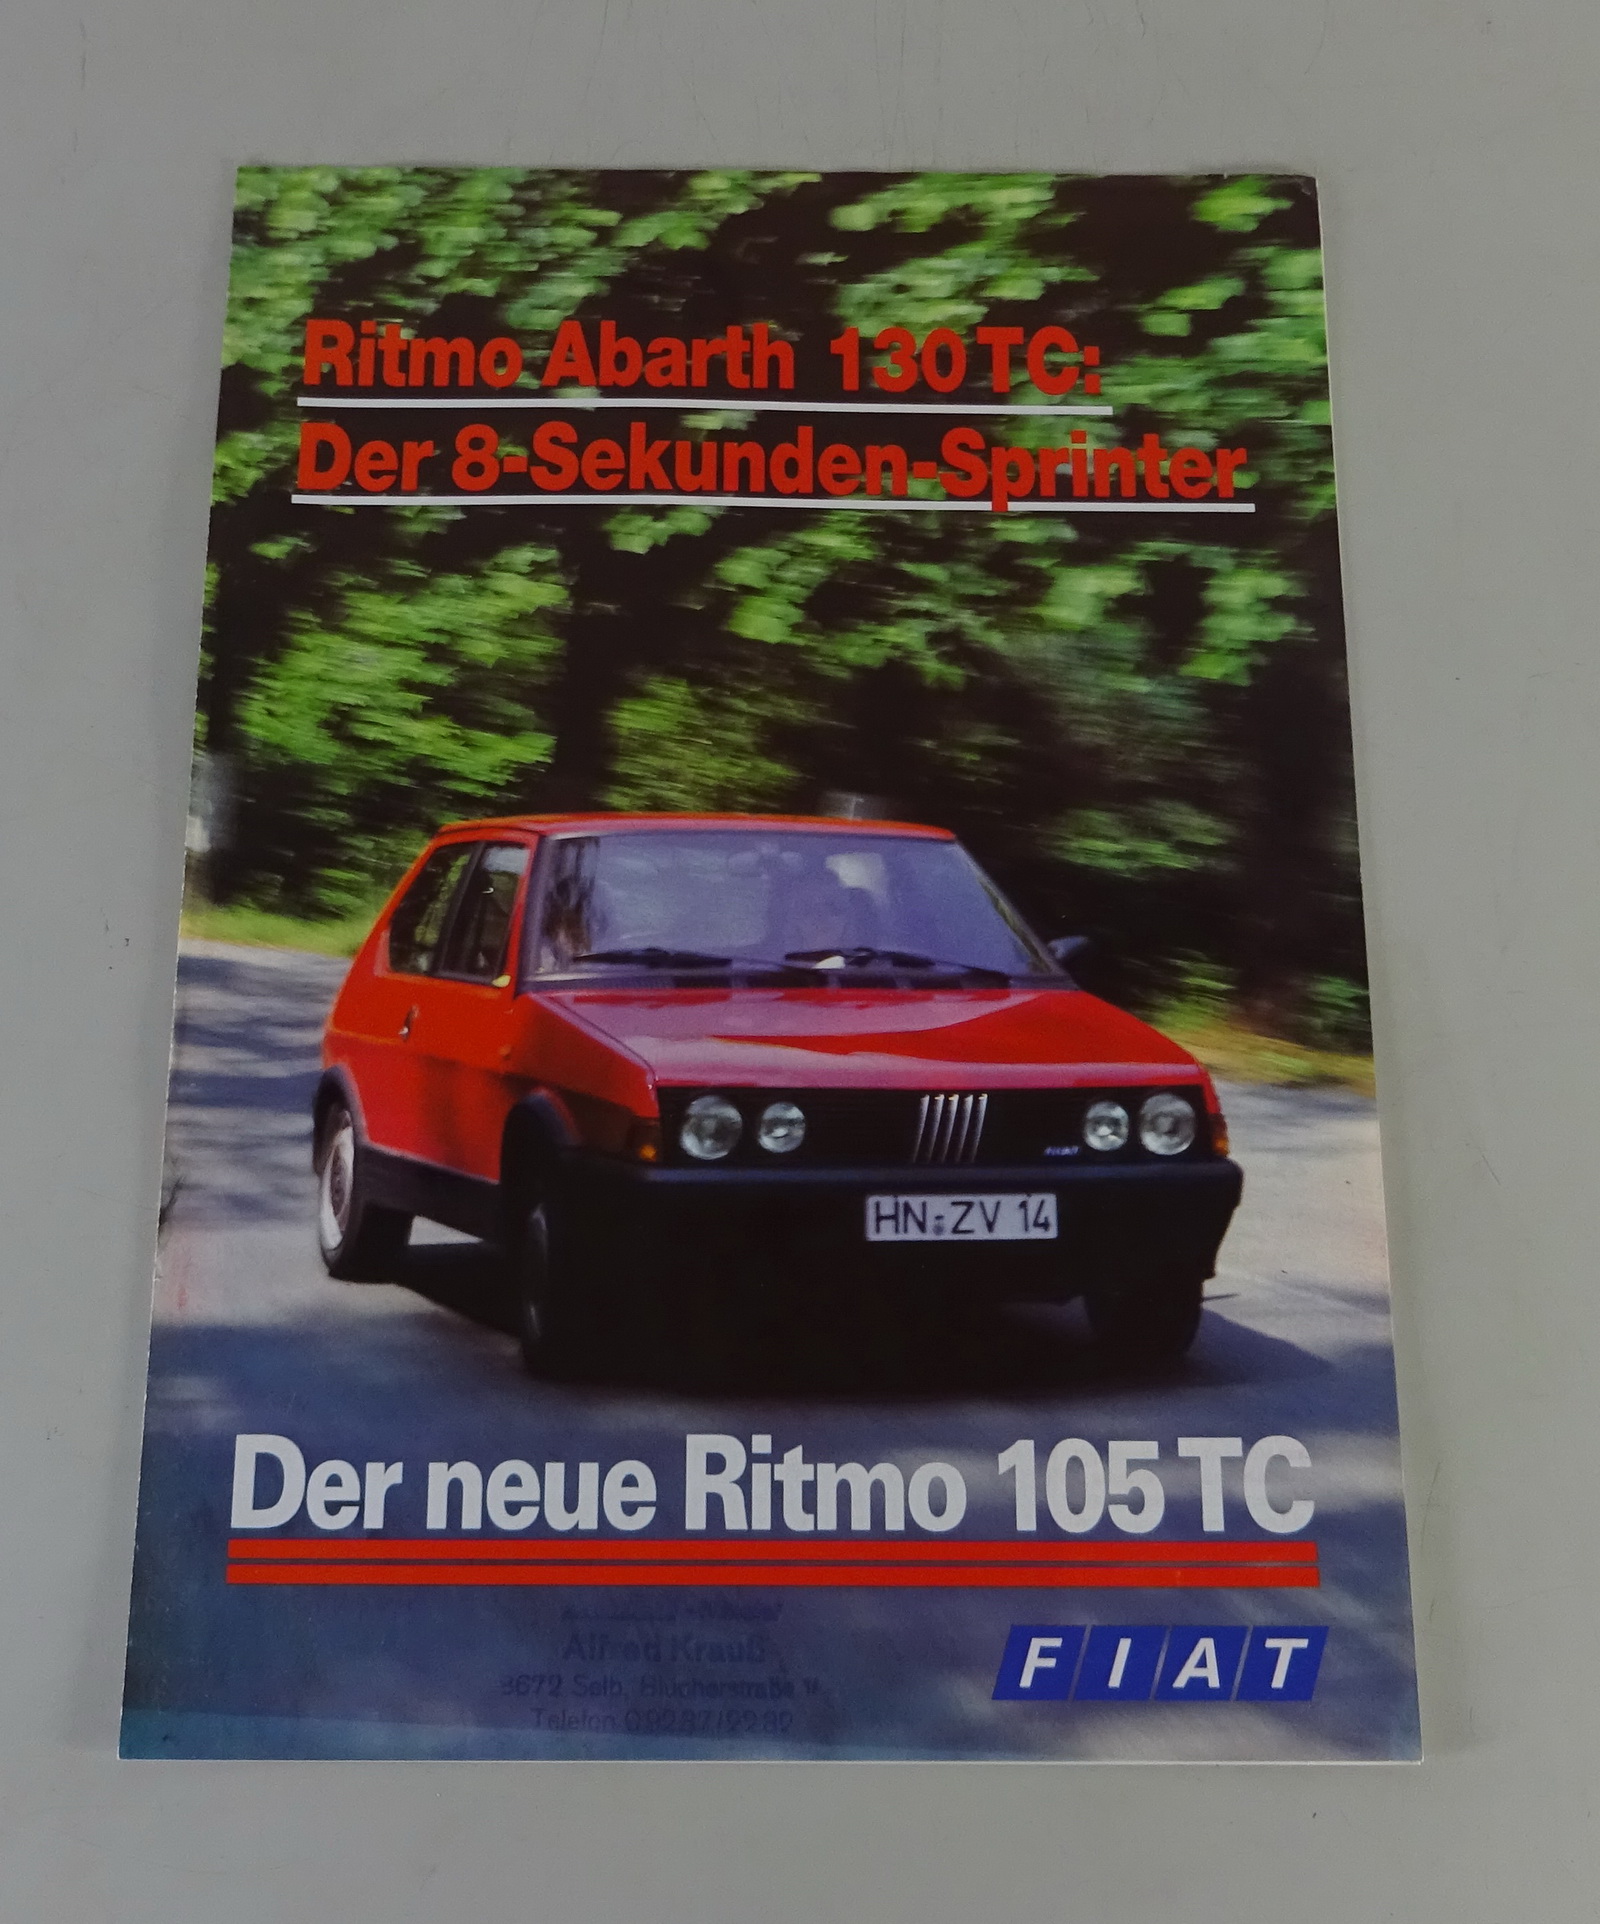 Ritmo Abarth 130 TC:
Der 8-Sekunden-Sprinter
FIAT
HN-ZV 14
Der neue Ritmo 105 TC
FIAT
Alfred Krauß
8672 Selb, Blücherstraße
Telefon